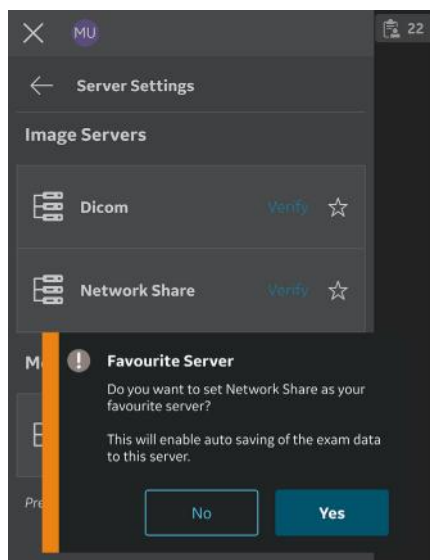 MU
22
Server Settings
Image Servers
Dicom Verify
Network Share Verify
Favourite Server
Do you want to set Network Share as your
favourite server?
This will enable auto saving of the exam data
to this server.
No Yes